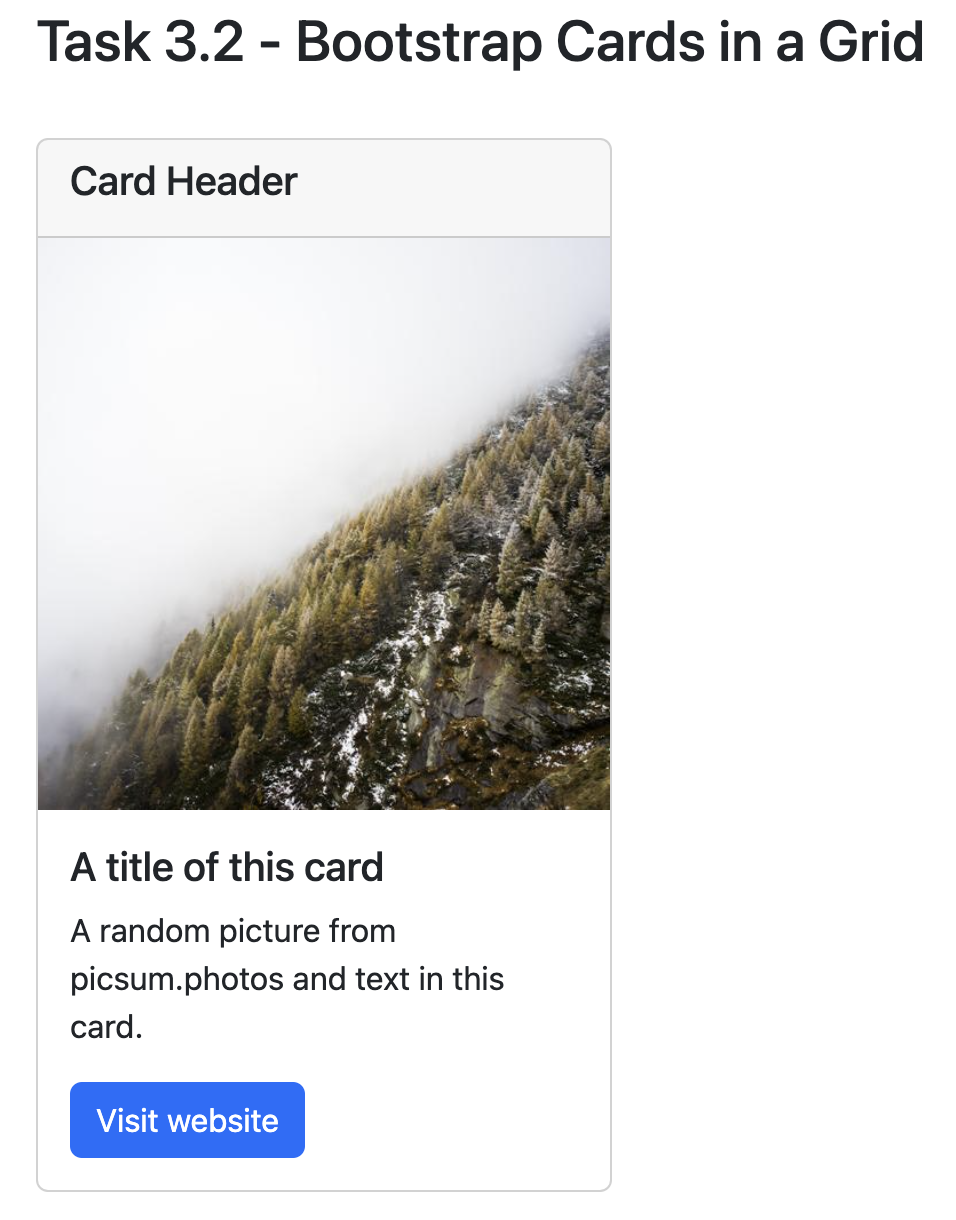 Task 3.2 - Bootstrap Cards in a Grid
Card Header
A title of this card
A random picture from
picsum.photos and text in this
card.
Visit website